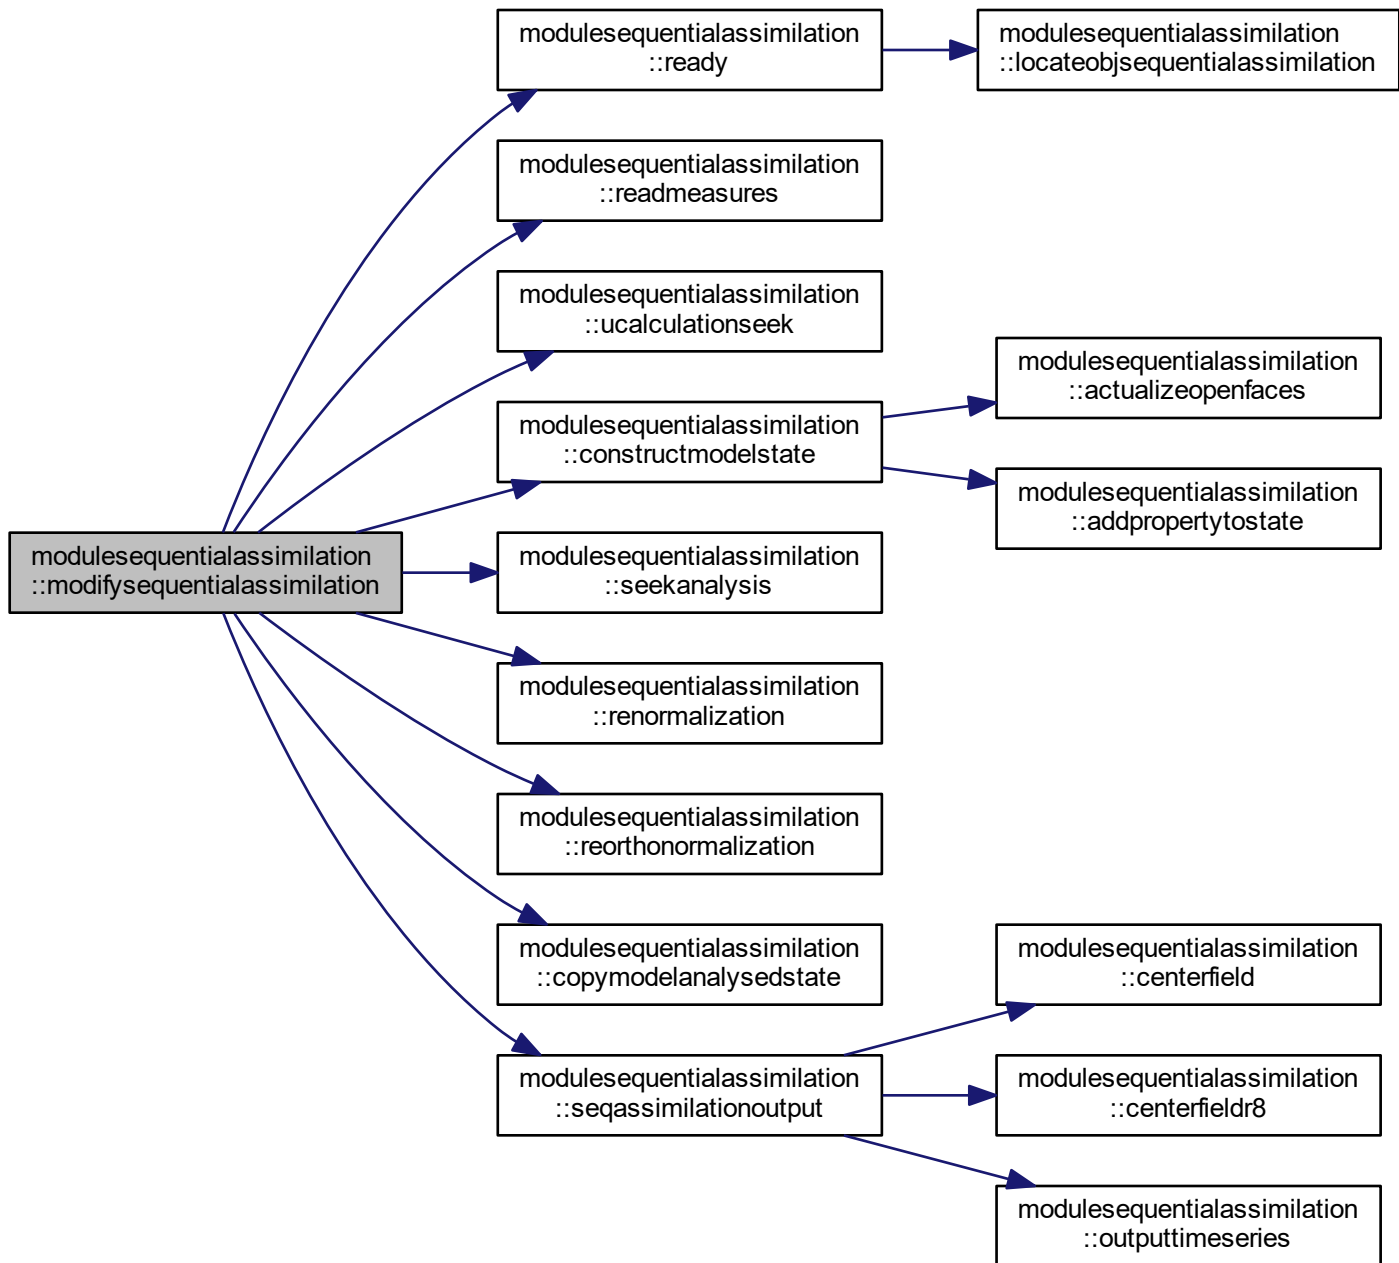 modulesequentialassimilation
::ready
modulesequentialassimilation
::locateobjsequentialassimilation
modulesequentialassimilation
::readmeasures
modulesequentialassimilation
::ucalculationseek
modulesequentialassimilation
::actualizeopenfaces
modulesequentialassimilation
::constructmodelstate
modulesequentialassimilation
::addpropertytostate
modulesequentialassimilation
::modifysequentialassimilation
modulesequentialassimilation
::seekanalysis
modulesequentialassimilation
::renormalization
modulesequentialassimilation
::reorthonormalization
modulesequentialassimilation
::copymodelanalysedstate
modulesequentialassimilation
::centerfield
modulesequentialassimilation
::seqassimilationoutput
modulesequentialassimilation
::centerfieldr8
modulesequentialassimilation
::outputtimeseries